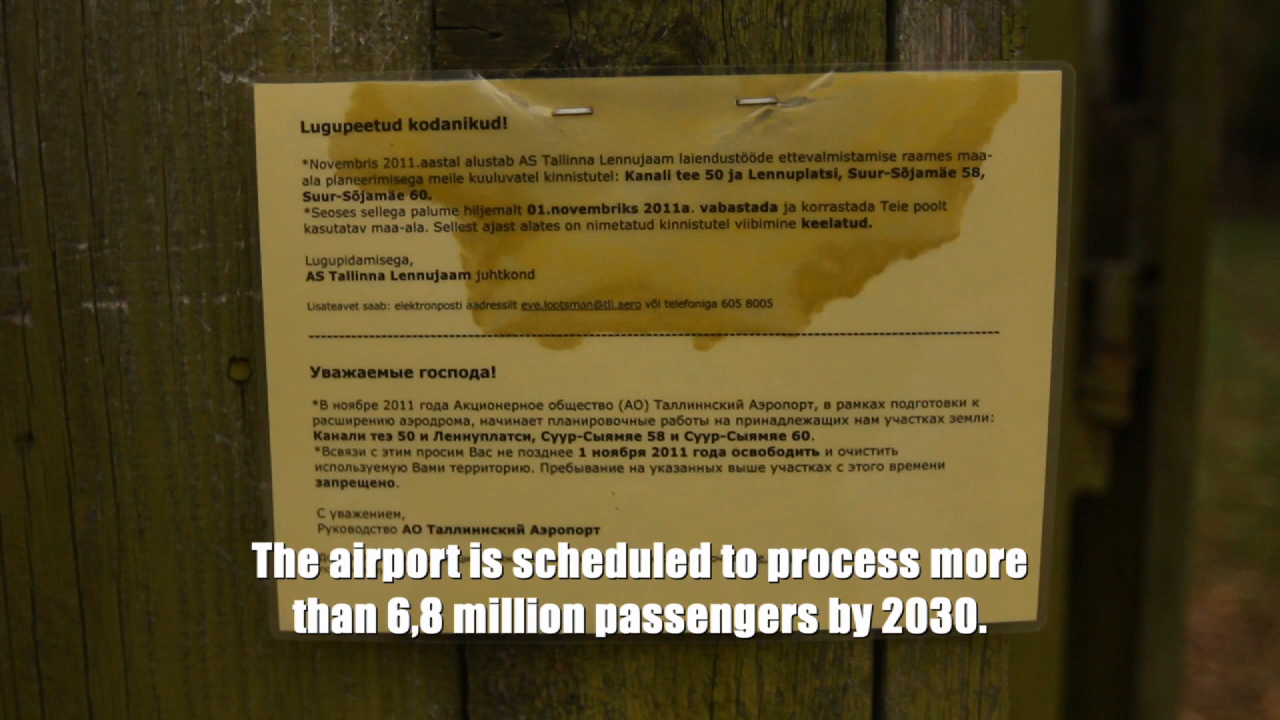 Lugupeetud kodanikud!
*Novembris 2011.aastal alustab AS Tallinna Lennujaam laiendustööde ettevalmistamise raames maa-
ala planeerimisega meile kuuluvatel kinnistutel: Kanali tee 50 ja Lennuplatsi, Suur-Sõjamäe 58,
Suur-Sõjamäe 60.
*Seoses sellega palume hiljemalt 01.novembriks 2011a. vabastada ja korrastada Teie poolt
kasutatav maa-ala. Sellest ajast alates on nimetatud kinnistutel viibimine keelatud.
Lugupidamisega,
AS Tallinna Lennujaam juhtkond
Lisateavet saab: elektronposti aadressilt eve.lootsman@tll.aero või telefoniga 605 8005
Уважаемые господа!
*В ноябре 2011 года Акционерное общество (АО) Таллиннский Аэропорт, в рамках подготовки к
расширению аэродрома, начинает планировочные работы на принадлежащих нам участках земли:
Канали теэ 50 и Леннуплатси, Суур-Сыямяе 58 и Суур-Сыямяе 60.
*Всвязи с этим просим Вас не позднее 1 ноября 2011 года освободить и очистить
используемую Вами территорию. Пребывание на указанных выше участках с этого времени
запрещено.
С уважением,
Руководство АО Таллиннский Аэропорт
The airport is scheduled to process more
than 6,8 million passengers by 2030.